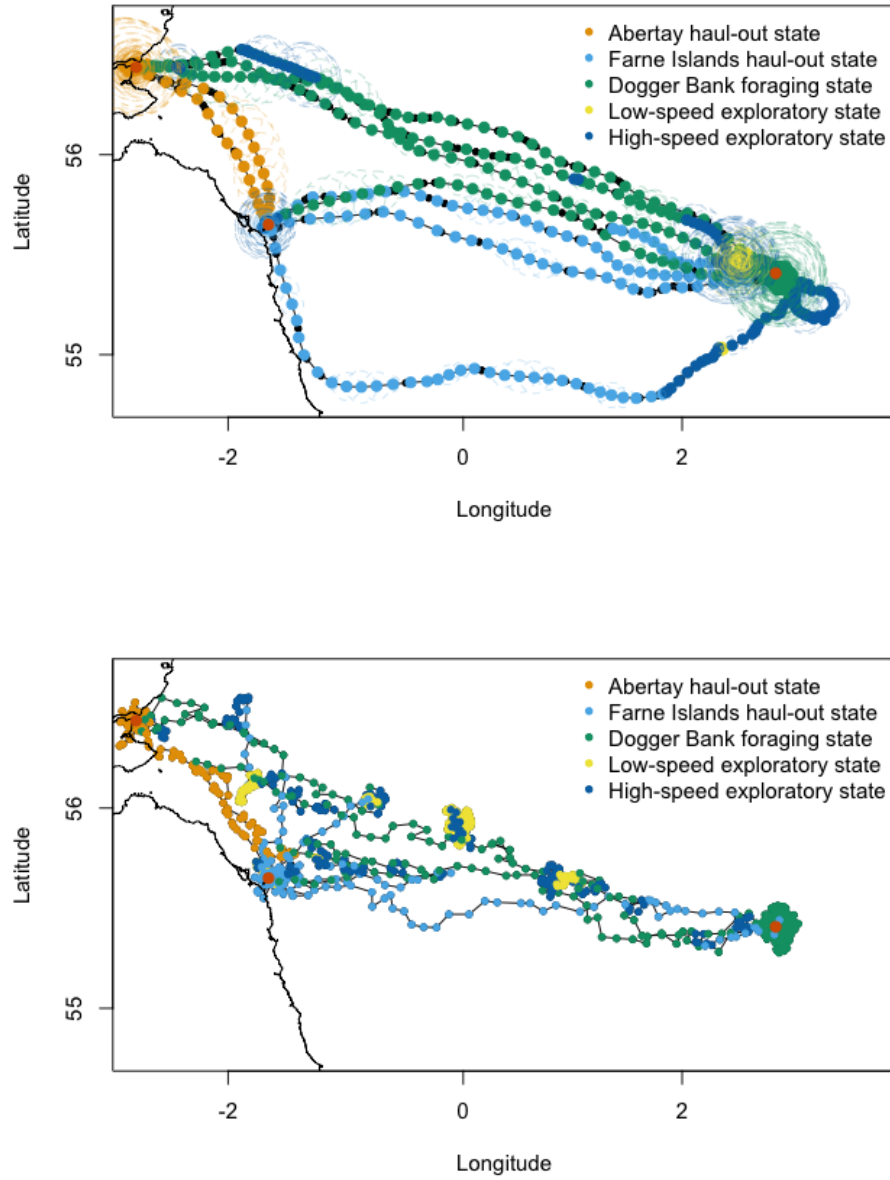 Abertay haul-out state
Farne Islands haul-out state
Dogger Bank foraging state
Low-speed exploratory state
High-speed exploratory state
56
55
Latitude
-2
0
2
Longitude
Abertay haul-out state
Farne Islands haul-out state
Dogger Bank foraging state
Low-speed exploratory state
High-speed exploratory state
56
55
Latitude
-2
0
2
Longitude